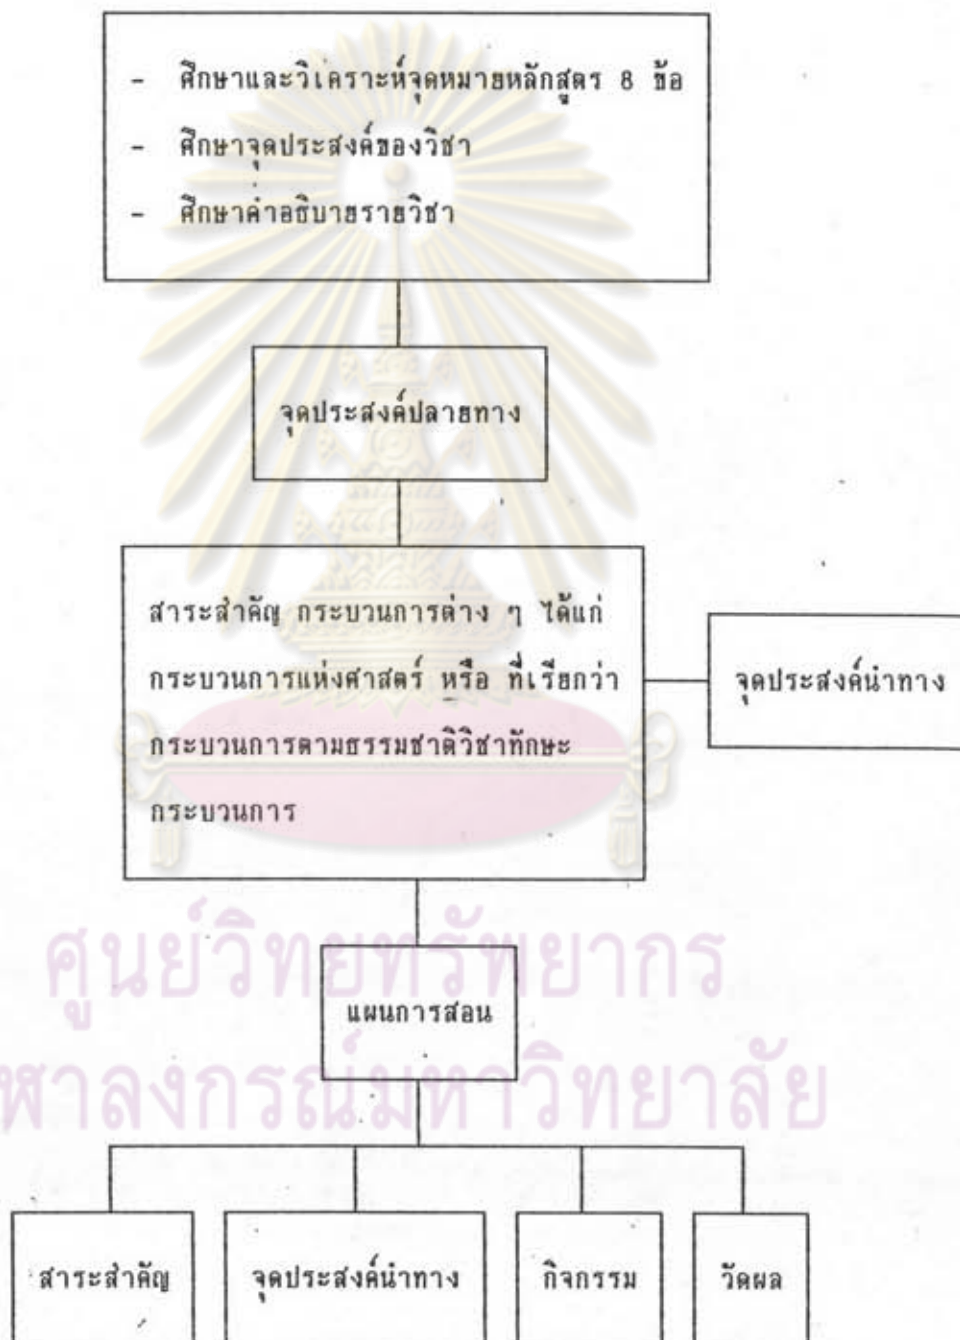 - ศึกษาและวิเคราะห์จุดหมายหลักสูตร 8 ข้อ
- ศึกษาจุดประสงค์ของวิชา
- ศึกษาคำอธิบายรายวิชา
จุดประสงค์ปลายทาง
สาระสำคัญ กระบวนการต่าง ๆ ได้แก่
กระบวนการแห่งศาสตร์ หรือ ที่เรียกว่า
กระบวนการตามธรรมชาติวิชาทักษะ
กระบวนการ
จุดประสงค์นำทาง
ศูนย์วิทยทรัพยากร
แผนการสอน
ฬาลงกรณ์มหาวิทยาลัย
สาระสำคัญ
จุดประสงค์นำทาง
กิจกรรม
วัดผล